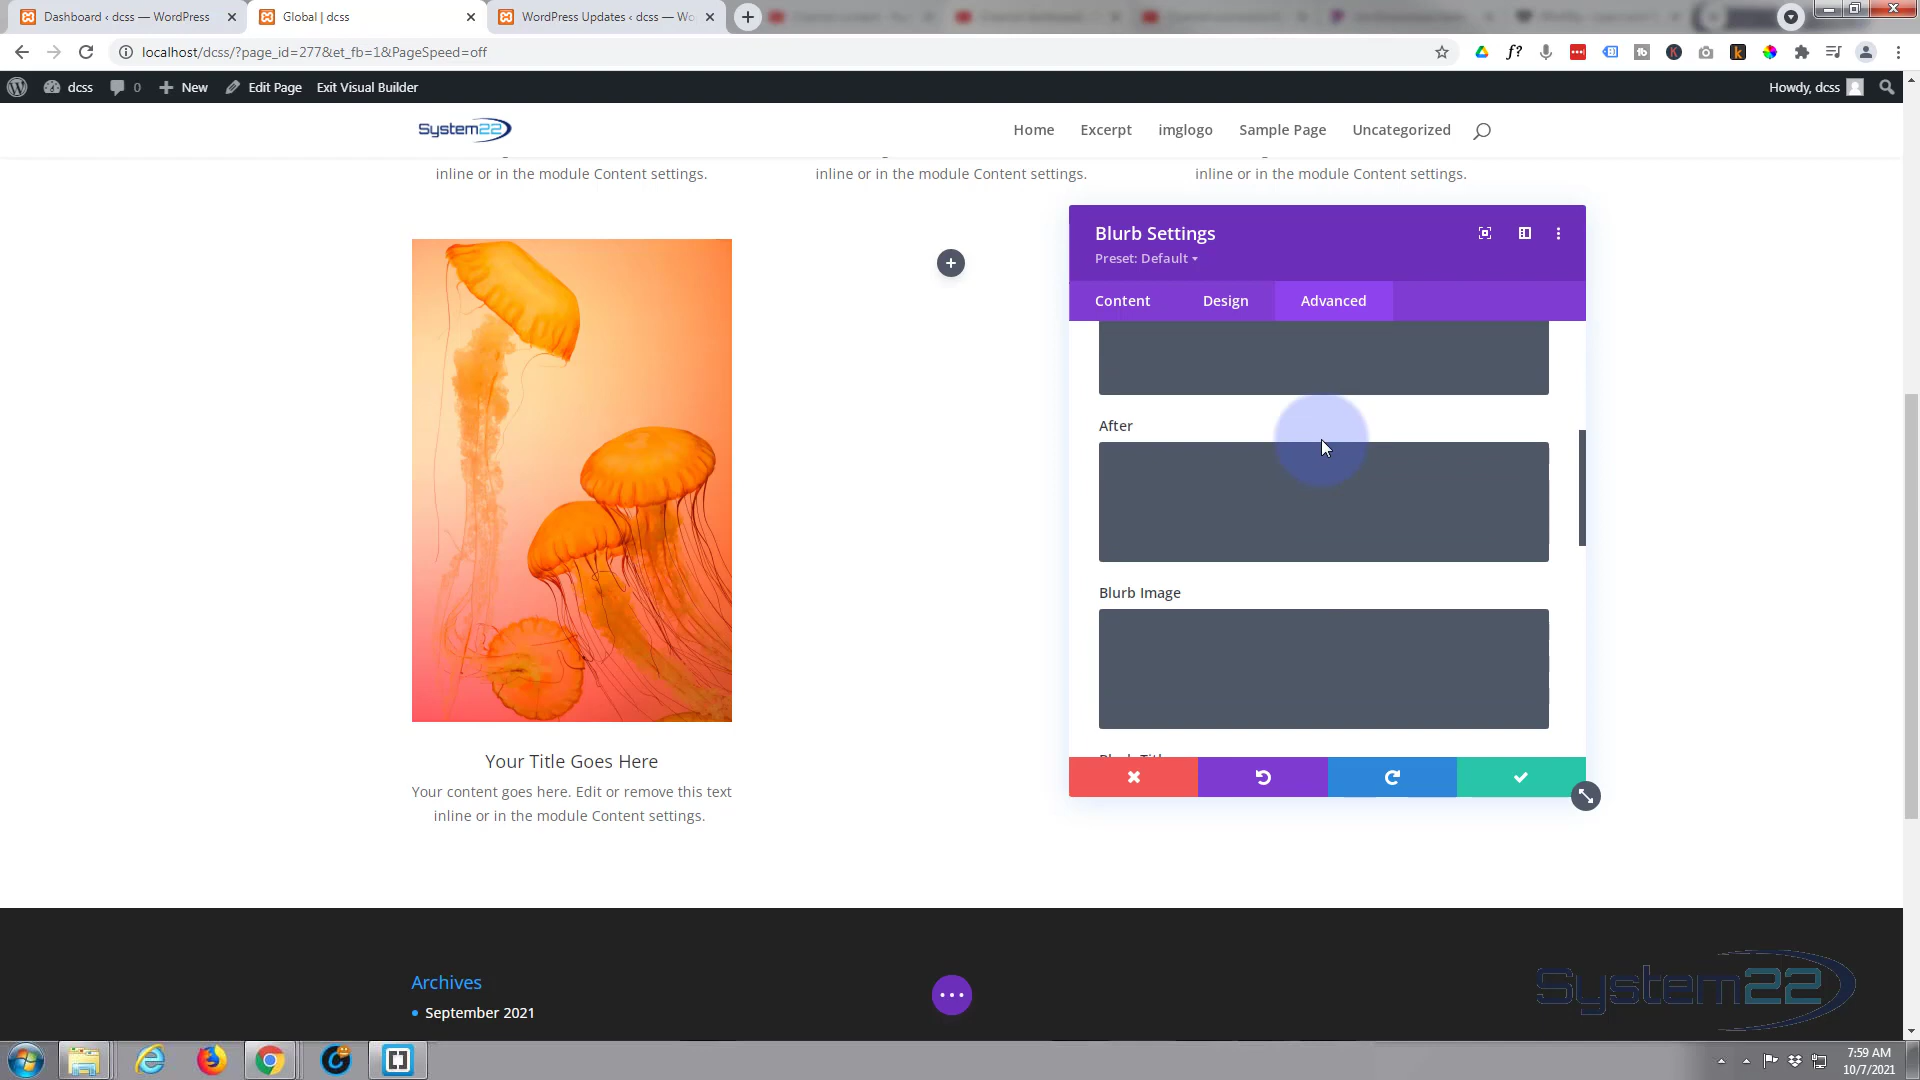 Dashboard ‹ dcss — WordPress
Global | dcss
WordPress Updates ‹ dcss — Wo
localhost/dcss/?page_id=277&et_fb=1&PageSpeed=off
dcss
0
New
Edit Page
Exit Visual Builder
Howdy, dcss
System22
Home
Excerpt
imglogo
Sample Page
Uncategorized
inline or in the module Content settings.
inline or in the module Content settings.
inline or in the module Content settings.
Blurb Settings
Preset: Default
Content
Design
Advanced
After
Blurb Image
Your Title Goes Here
Your content goes here. Edit or remove this text
inline or in the module Content settings.
Archives
September 2021
System22
7:59 AM
10/7/2021